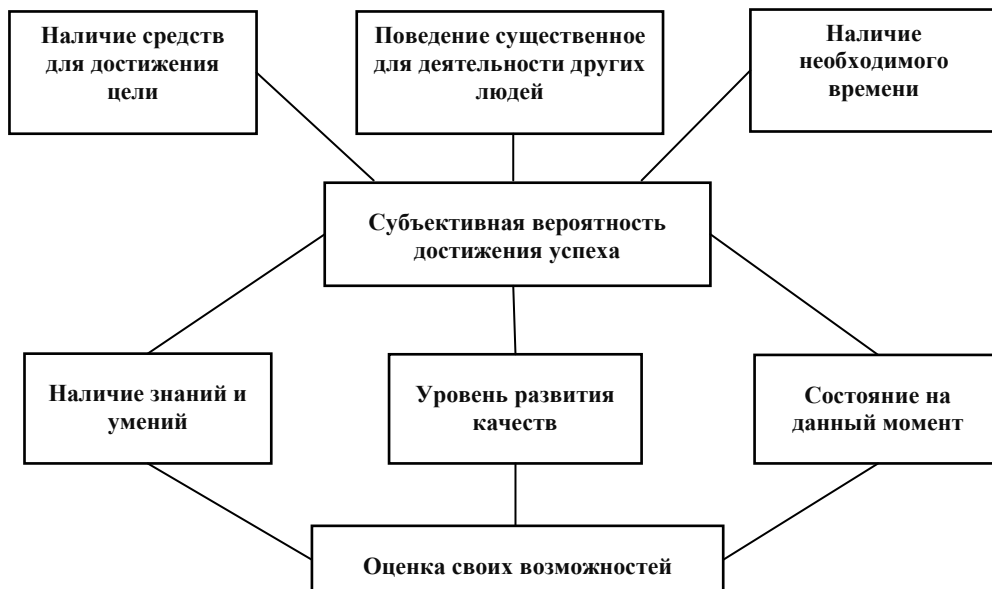 Наличие средств
для достижения
цели
Поведение существенное
для деятельности других
людей
Наличие
необходимого
времени
Субъективная вероятность
достижения успеха
Наличие знаний и
умений
Уровень развития
качеств
Состояние на
данный момент
Оценка своих возможностей